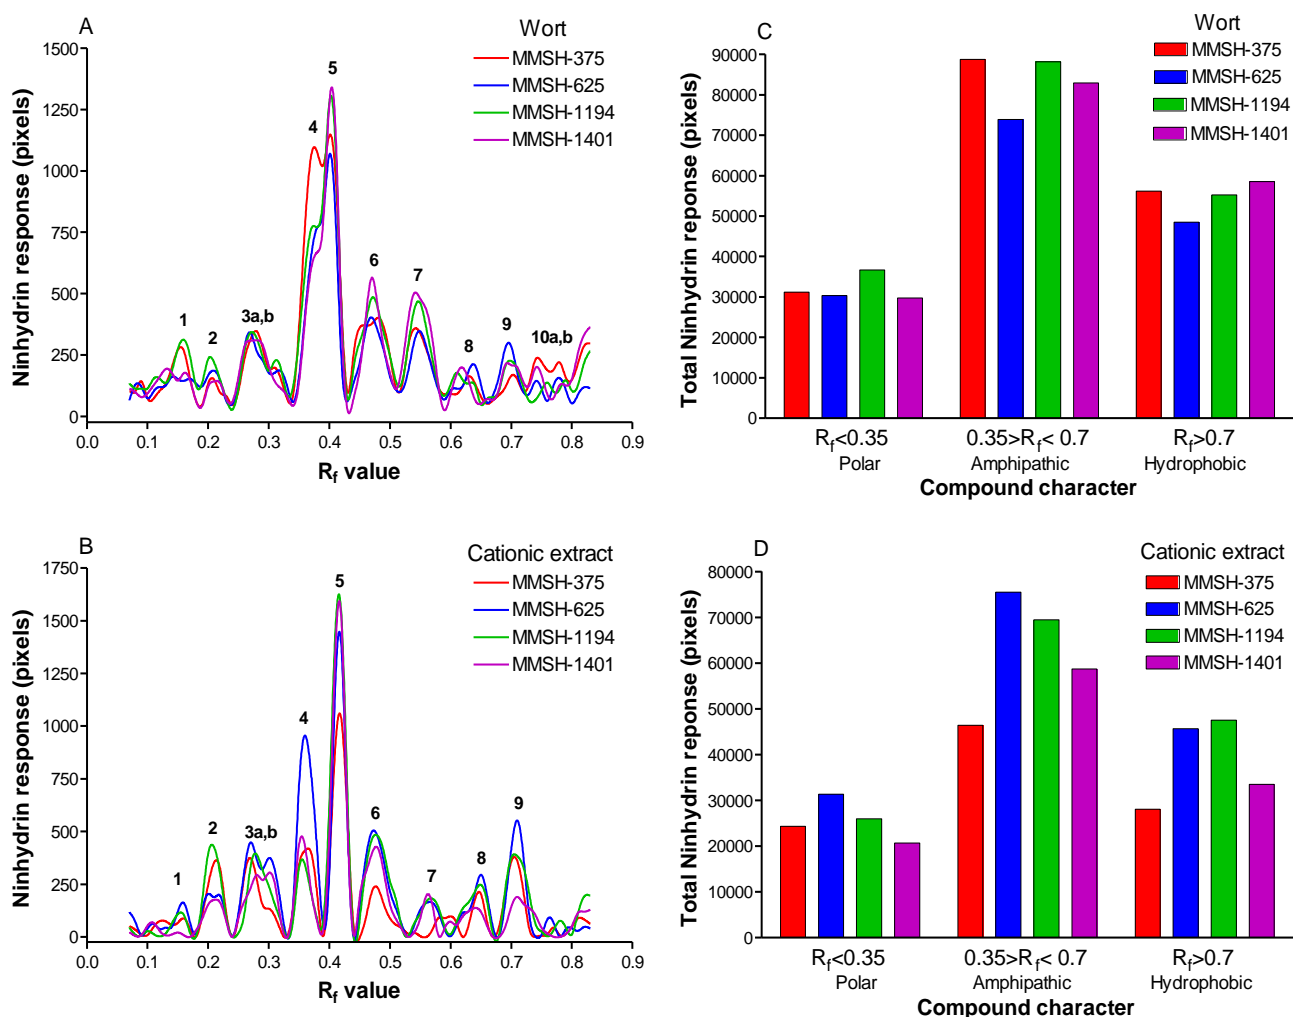 A
Wort
MMSH-375
MMSH-625
MMSH-1194
MMSH-1401
Ninhydrin response (pixels)
1500
1250
1000
750
500
250
0
1
2
3a,b
4
5
6
7
8
9
10a,b
0.0 0.1 0.2 0.3 0.4 0.5 0.6 0.7 0.8 0.9
Rf value
C
Wort
MMSH-375
MMSH-625
MMSH-1194
MMSH-1401
Total Ninhydrin reponse (pixels)
90000
80000
70000
60000
50000
40000
30000
20000
10000
0
Rf<0.35 0.35>Rf< 0.7 Rf>0.7
Polar Amphipathic Hydrophobic
Compound character
B
Cationic extract
MMSH-375
MMSH-625
MMSH-1194
MMSH-1401
Ninhydrin response (pixels)
1750
1500
1250
1000
750
500
250
0
1
2
3a,b
4
5
6
7
8
9
0.0 0.1 0.2 0.3 0.4 0.5 0.6 0.7 0.8 0.9
Rf value
D
Cationic extract
MMSH-375
MMSH-625
MMSH-1194
MMSH-1401
Total Ninhydrin reponse (pixels)
80000
70000
60000
50000
40000
30000
20000
10000
0
Rf<0.35 0.35>Rf< 0.7 Rf>0.7
Polar Amphipathic Hydrophobic
Compound character